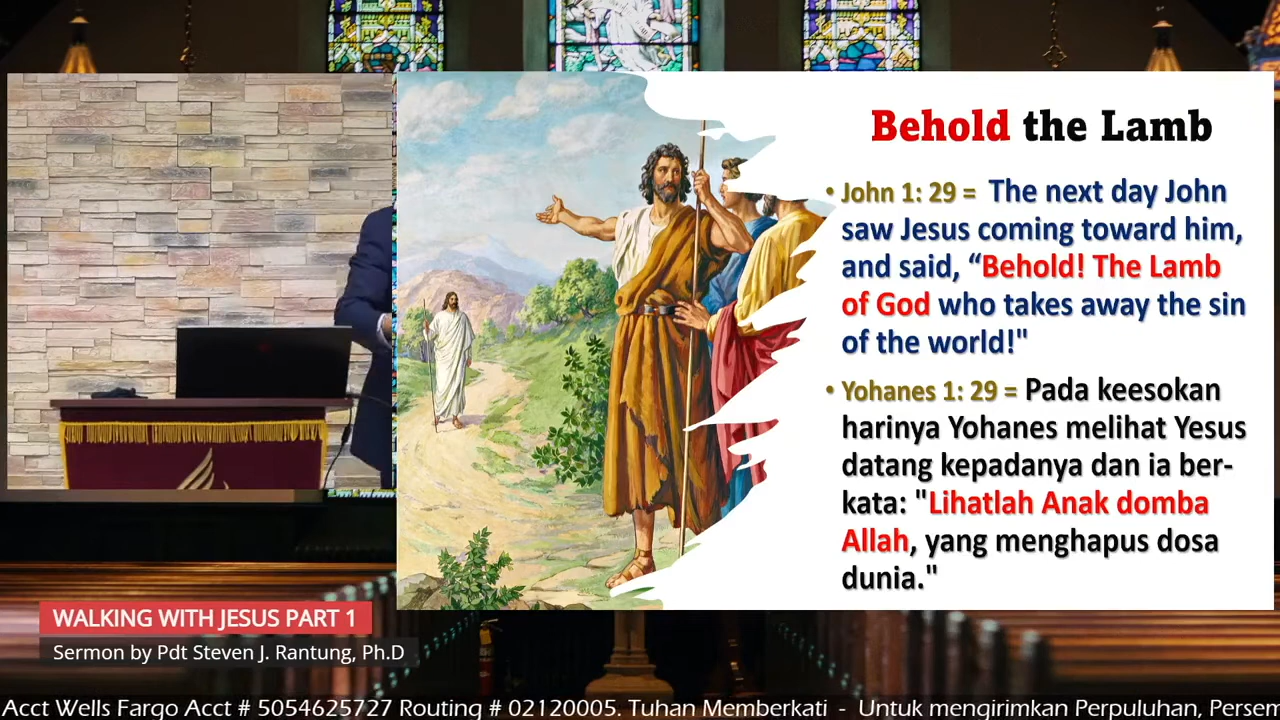 Behold the Lamb
• John 1: 29 = The next day John
saw Jesus coming toward him,
and said, “Behold! The Lamb
of God who takes away the sin
of the world!"
• Yohanes 1: 29 = Pada keesokan
harinya Yohanes melihat Yesus
datang kepadanya dan ia ber-
kata: "Lihatlah Anak domba
Allah, yang menghapus dosa
dunia."
WALKING WITH JESUS PART 1
Sermon by Pdt Steven J. Rantung, Ph.D
Acct Wells Fargo Acct # 5054625727 Routing # 02120005. Tuhan Memberkati - Untuk mengirimkan Perpuluhan, Persem